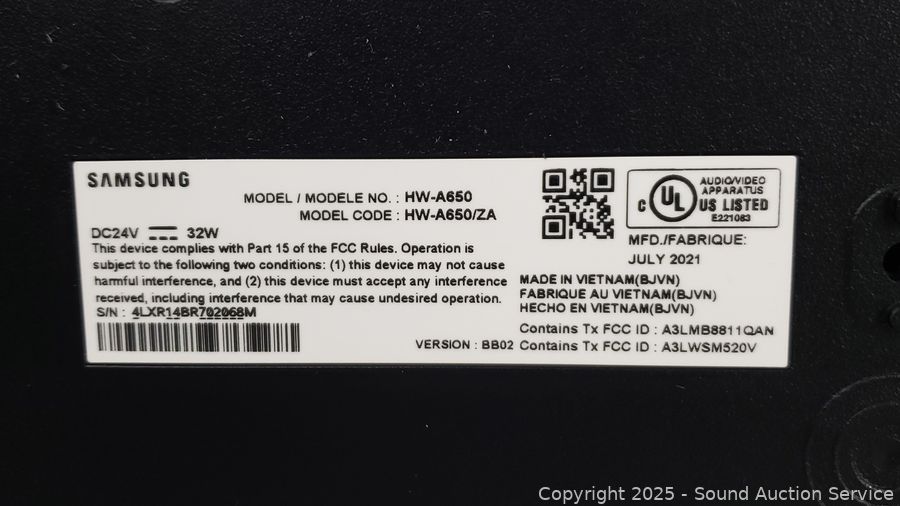 SAMSUNG
MODEL / MODELE NO. : HW-A650
MODEL CODE : HW-A650/ZA
DC24V 32W
This device complies with Part 15 of the FCC Rules. Operation is
subject to the following two conditions: (1) this device may not cause
harmful interference, and (2) this device must accept any interference
received, including interference that may cause undesired operation.
S/N : 4LXR14BR702068M
VERSION : BB02
C UL US LISTED
AUDIO/VIDEO
APPARATUS
E221083
MFD./FABRIQUE:
JULY 2021
MADE IN VIETNAM(BJVN)
FABRIQUE AU VIETNAM(BJVN)
HECHO EN VIETNAM(BJVN)
Contains Tx FCC ID : A3LMB8811QAN
Contains Tx FCC ID : A3LWSM520V
Copyright 2025 - Sound Auction Service